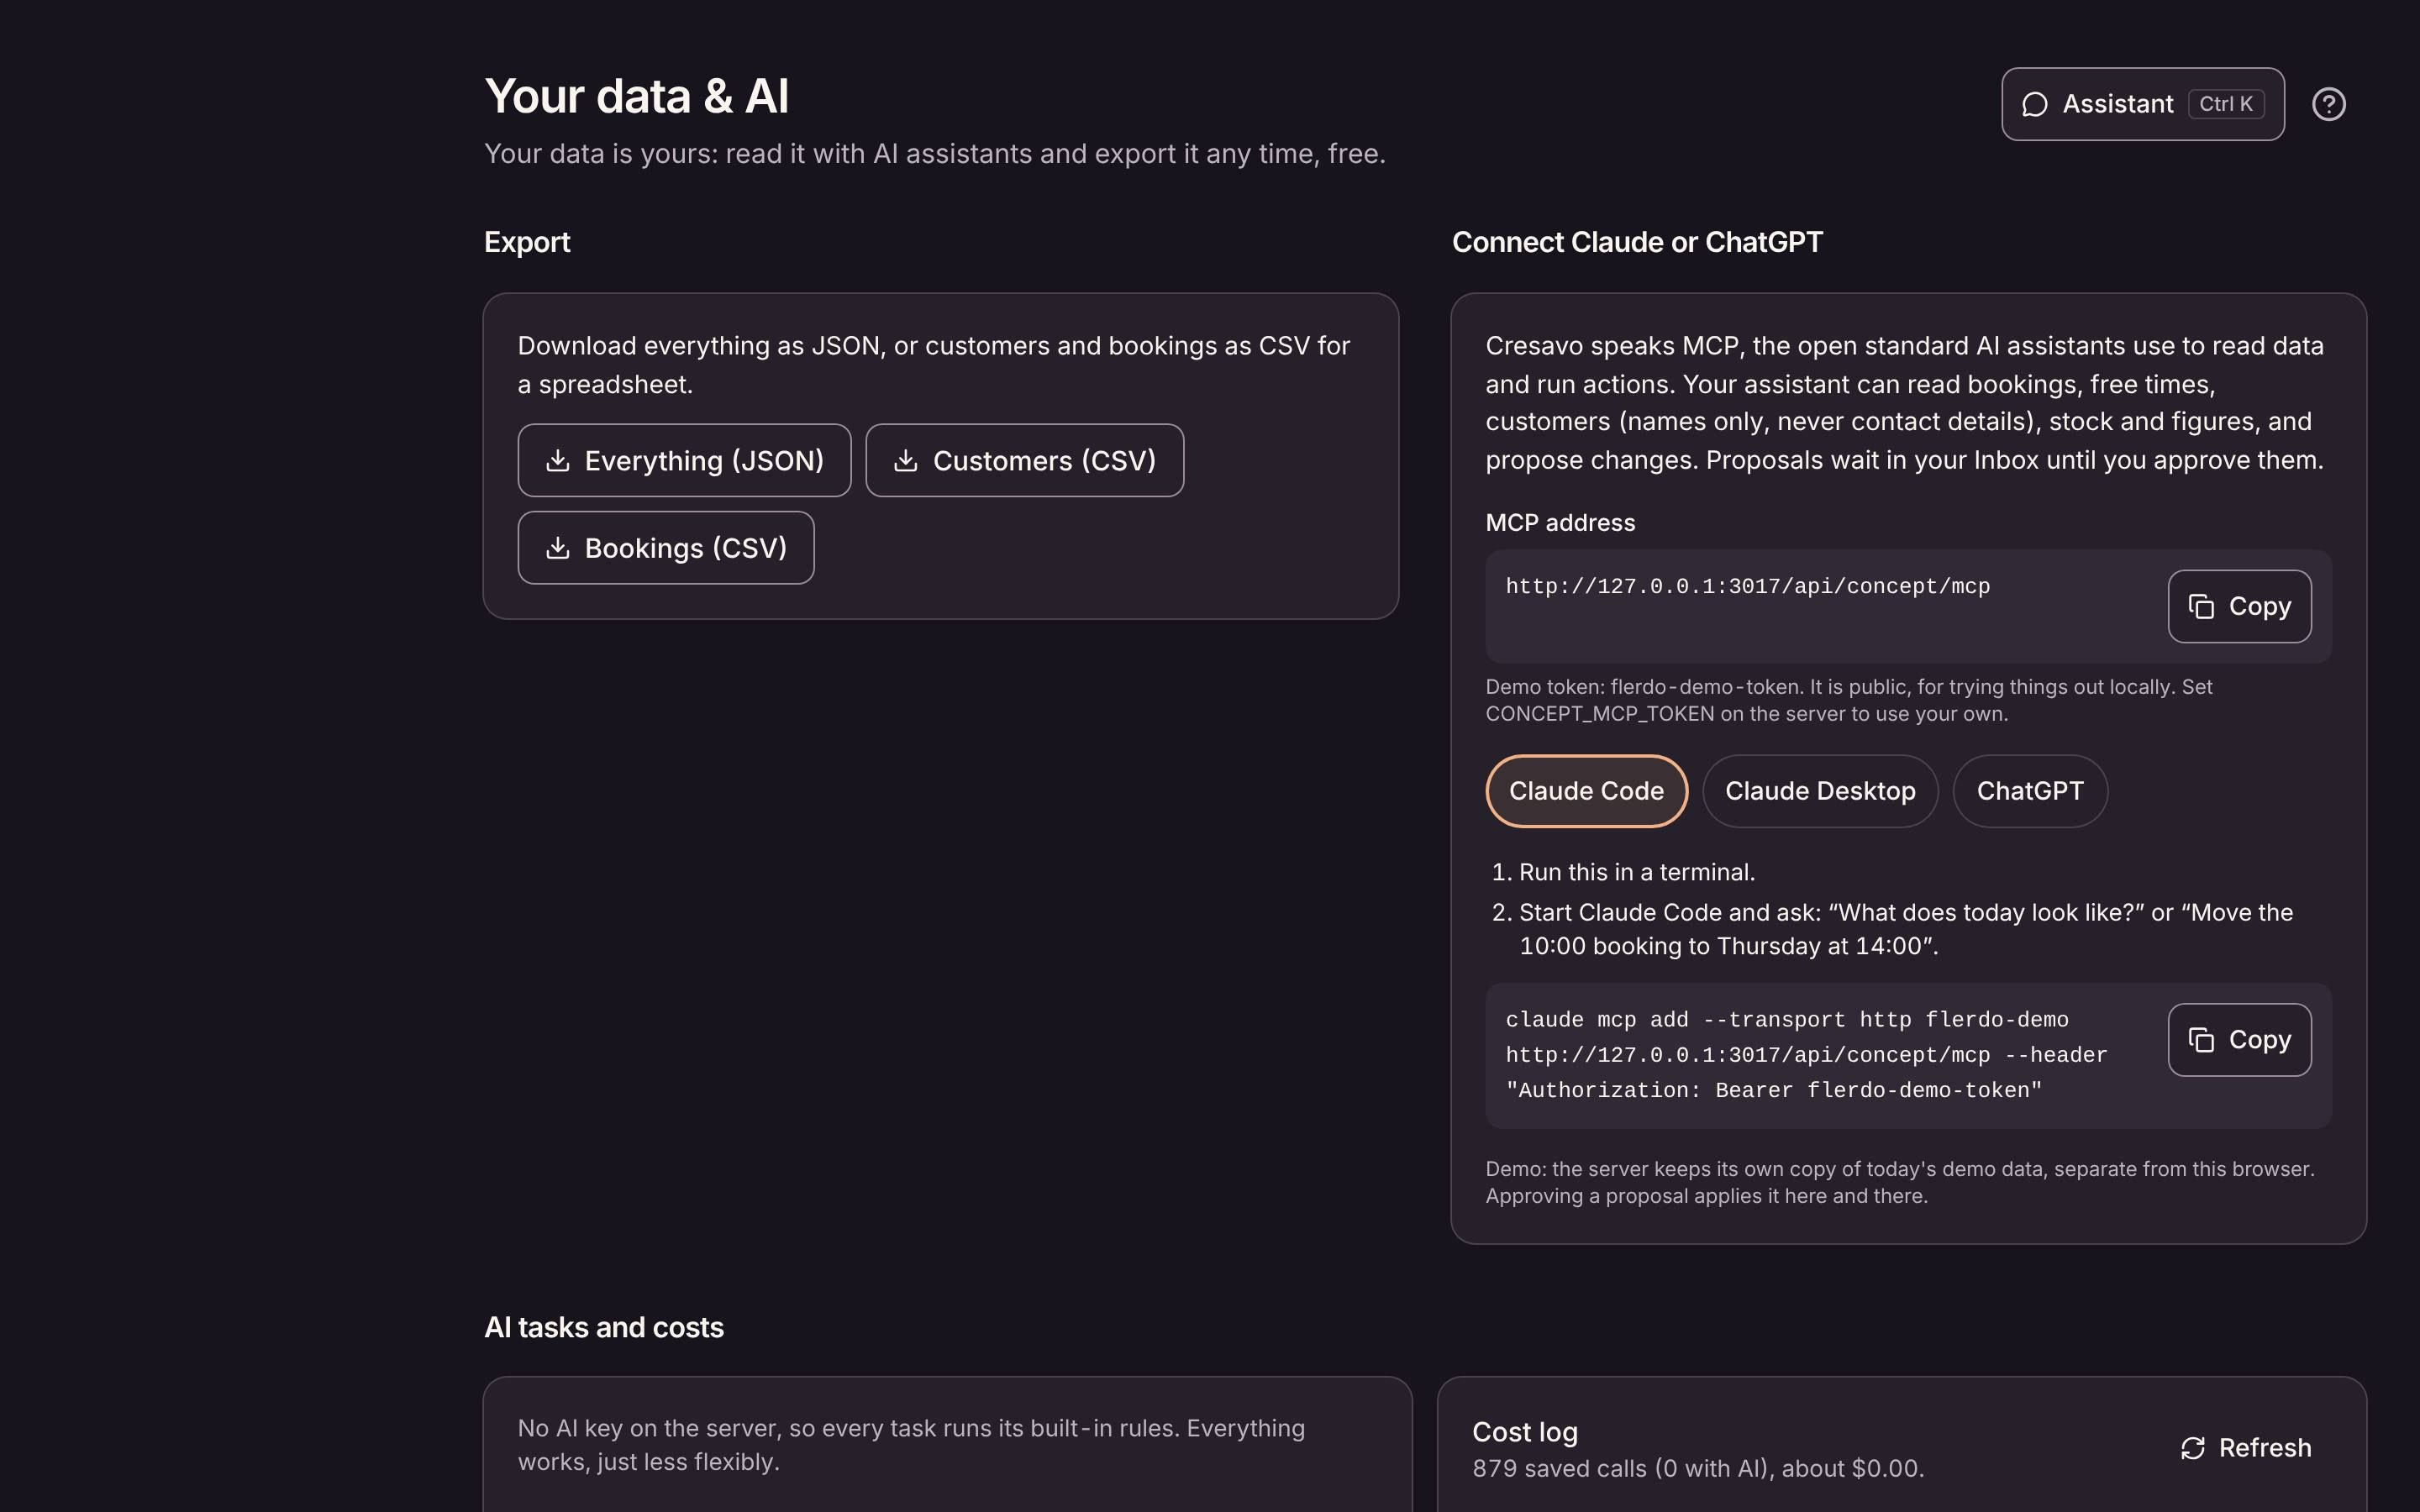 Your data & AI
Assistant Ctrl K
Your data is yours: read it with AI assistants and export it any time, free.
Export
Download everything as JSON, or customers and bookings as CSV for
a spreadsheet.
Everything (JSON)
Customers (CSV)
Bookings (CSV)
Connect Claude or ChatGPT
Cresavo speaks MCP, the open standard AI assistants use to read data
and run actions. Your assistant can read bookings, free times,
customers (names only, never contact details), stock and figures, and
propose changes. Proposals wait in your Inbox until you approve them.
MCP address
http://127.0.0.1:3017/api/concept/mcp
Copy
Demo token: flerdo-demo-token. It is public, for trying things out locally. Set
CONCEPT_MCP_TOKEN on the server to use your own.
Claude Code
Claude Desktop
ChatGPT
1. Run this in a terminal.
2. Start Claude Code and ask: “What does today look like?” or “Move the
10:00 booking to Thursday at 14:00”.
claude mcp add --transport http flerdo-demo
http://127.0.0.1:3017/api/concept/mcp --header
"Authorization: Bearer flerdo-demo-token"
Copy
Demo: the server keeps its own copy of today's demo data, separate from this browser.
Approving a proposal applies it here and there.
AI tasks and costs
No AI key on the server, so every task runs its built-in rules. Everything
works, just less flexibly.
Cost log
879 saved calls (0 with AI), about $0.00.
Refresh